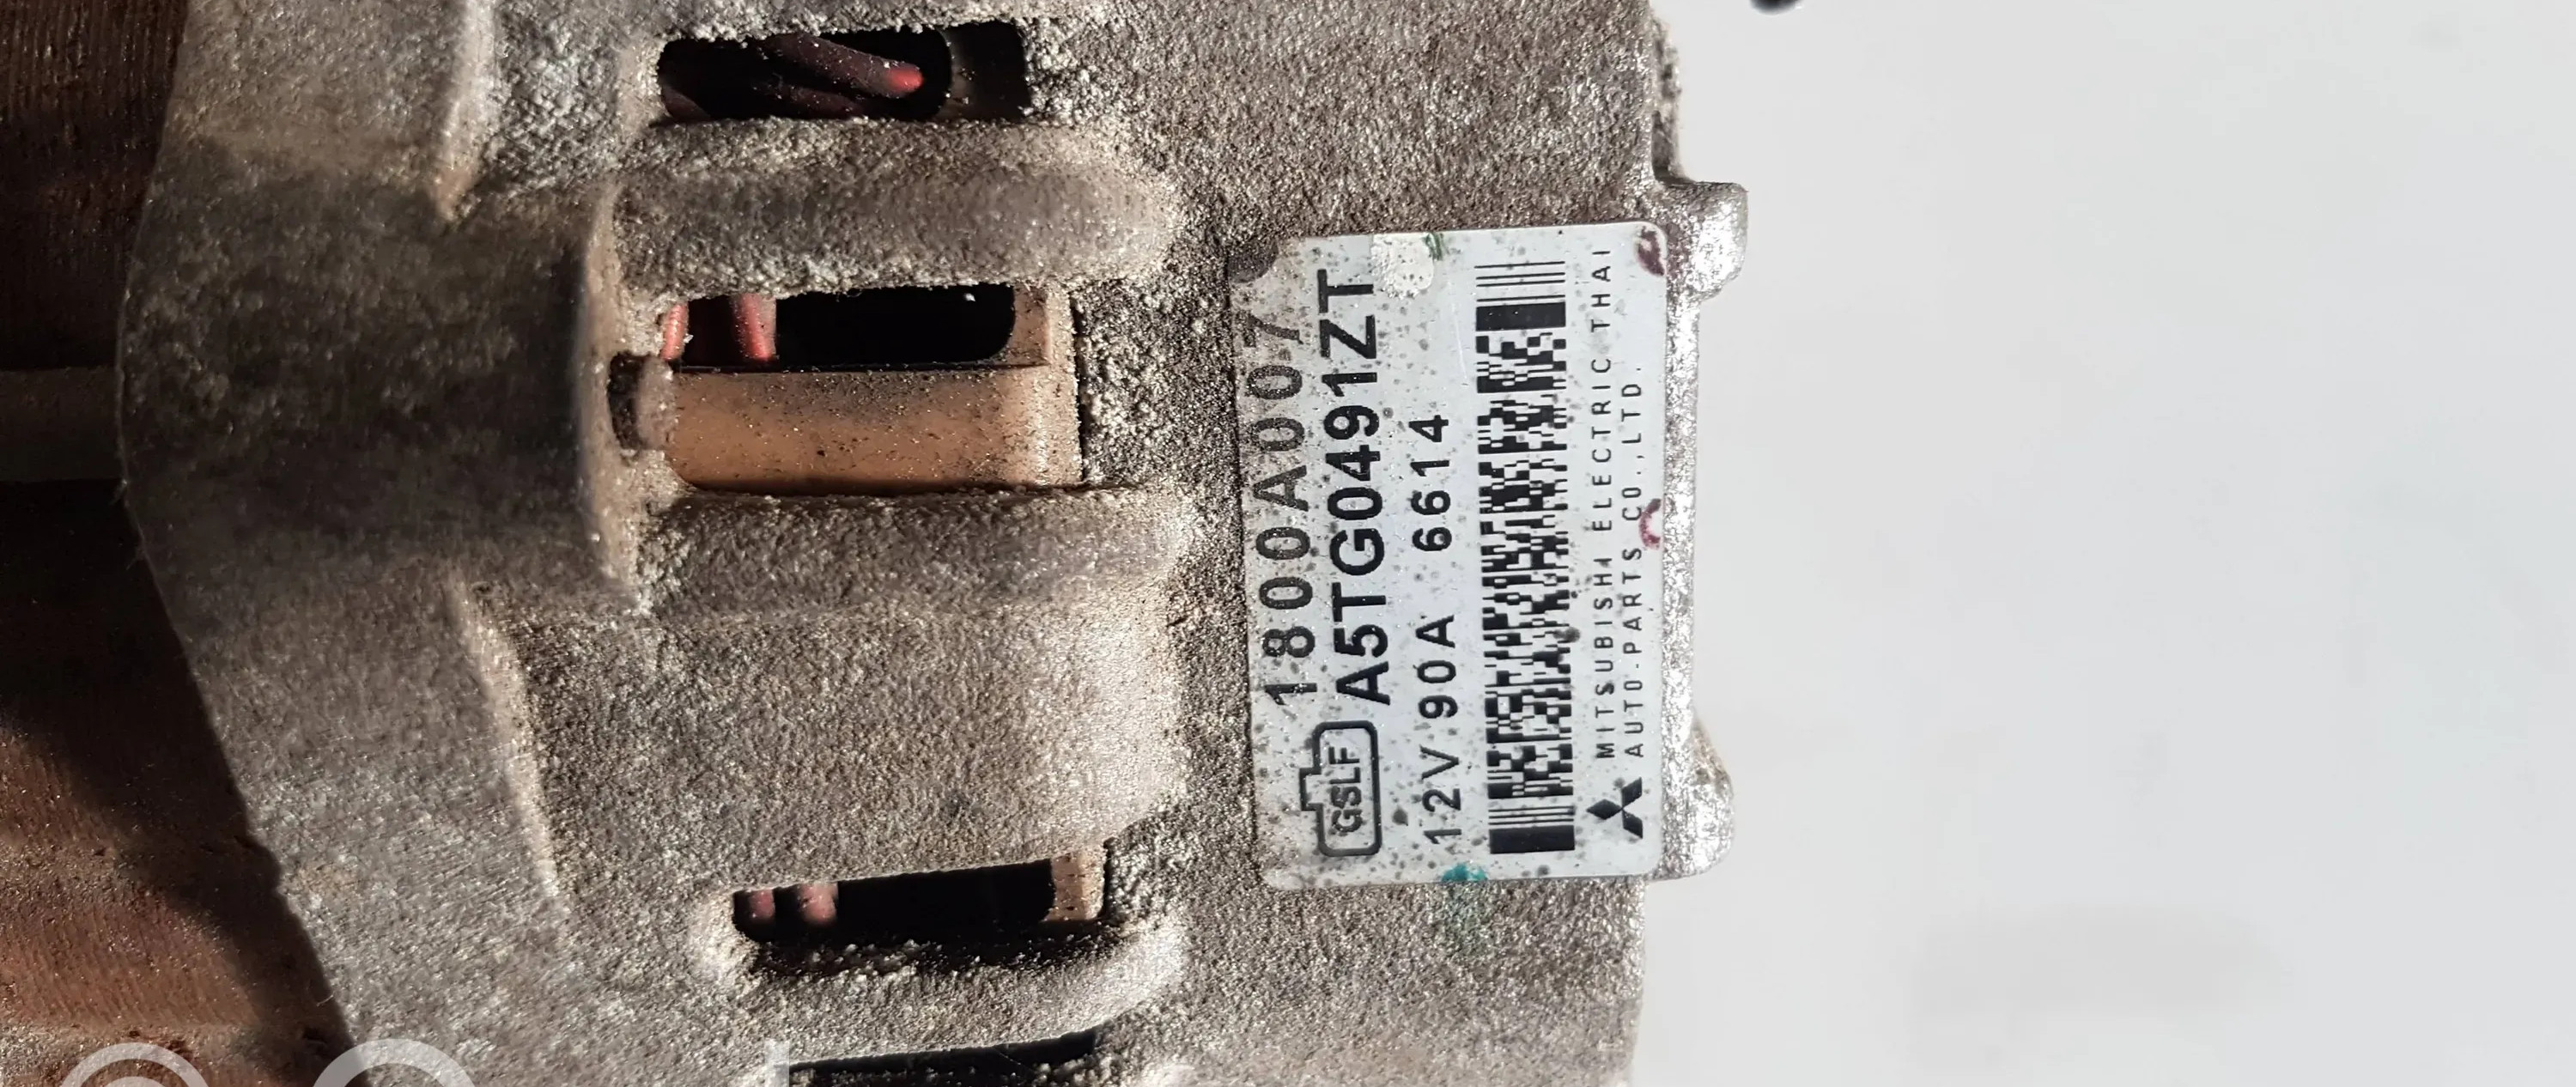 1800A007
GSLF A5TG0491ZT
12V 90A 6614
MITSUBISHI ELECTRIC THAI
AUTO-PARTS CO.,LTD.